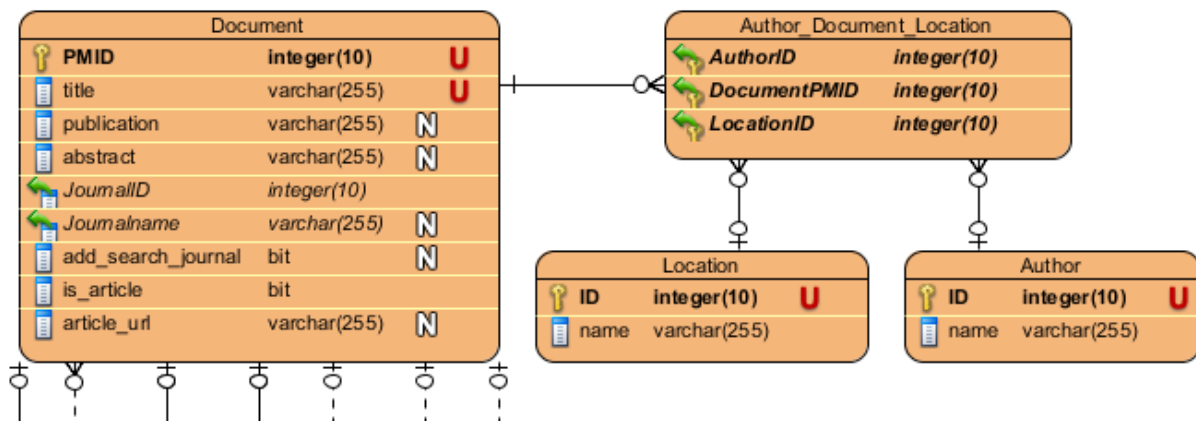 Document
PMID integer(10) U
title varchar(255) U
publication varchar(255) N
abstract varchar(255) N
JournalID integer(10)
Journalname varchar(255) N
add_search_journal bit N
is_article bit
article_url varchar(255) N
Author_Document_Location
AuthorID integer(10)
DocumentPMID integer(10)
LocationID integer(10)
Location
ID integer(10) U
name varchar(255)
Author
ID integer(10) U
name varchar(255)